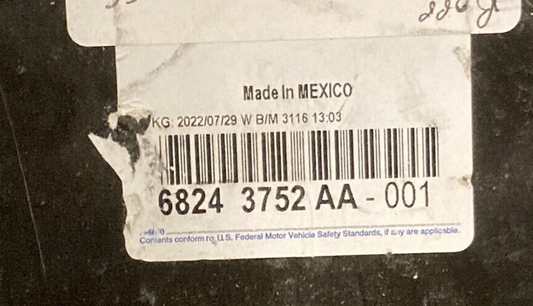 Made In MEXICO
KG: 2022/07/29 W B/M 3116 13:03
6824 3752 AA - 001
Contents conform to U.S. Federal Motor Vehicle Safety Standards, if any are applicable.